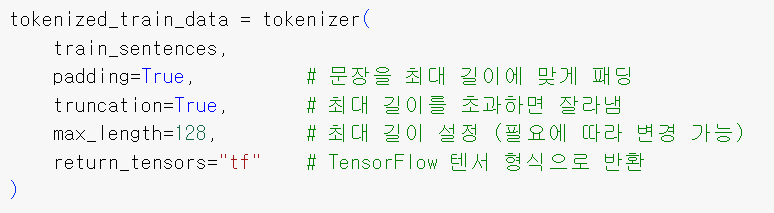 tokenized_train_data = tokenizer(
    train_sentences,
    padding=True,          # 문장을 최대 길이에 맞게 패딩
    truncation=True,       # 최대 길이를 초과하면 잘라냄
    max_length=128,        # 최대 길이 설정 (필요에 따라 변경 가능)
    return_tensors="tf"    # TensorFlow 텐서 형식으로 반환
)